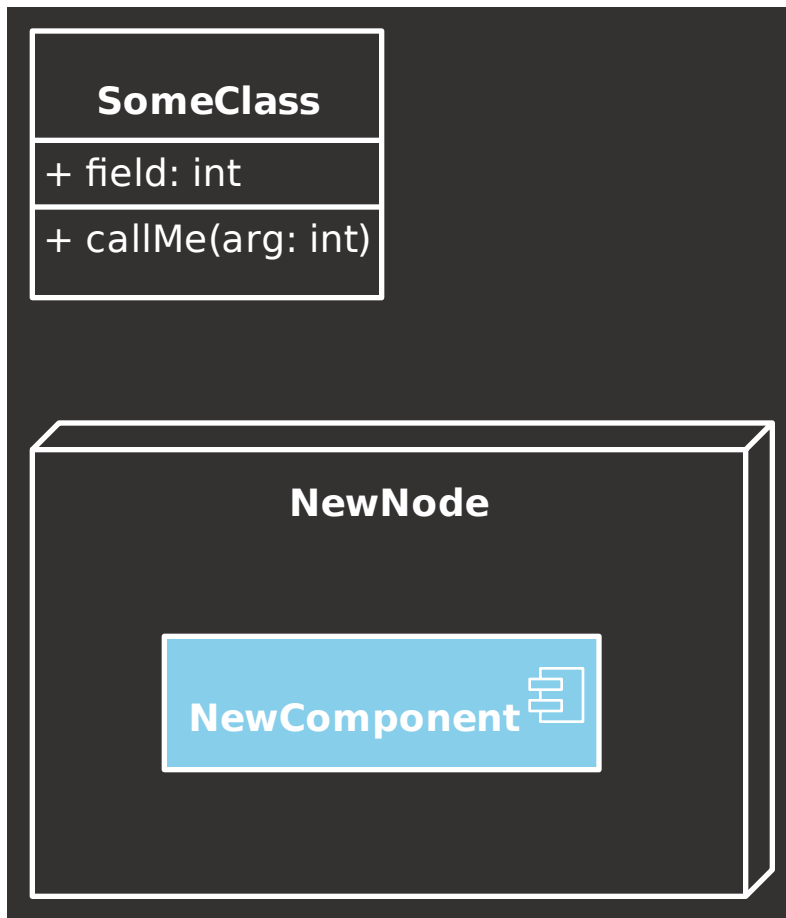 SomeClass
+ field: int
+ callMe(arg: int)
NewNode
NewComponent